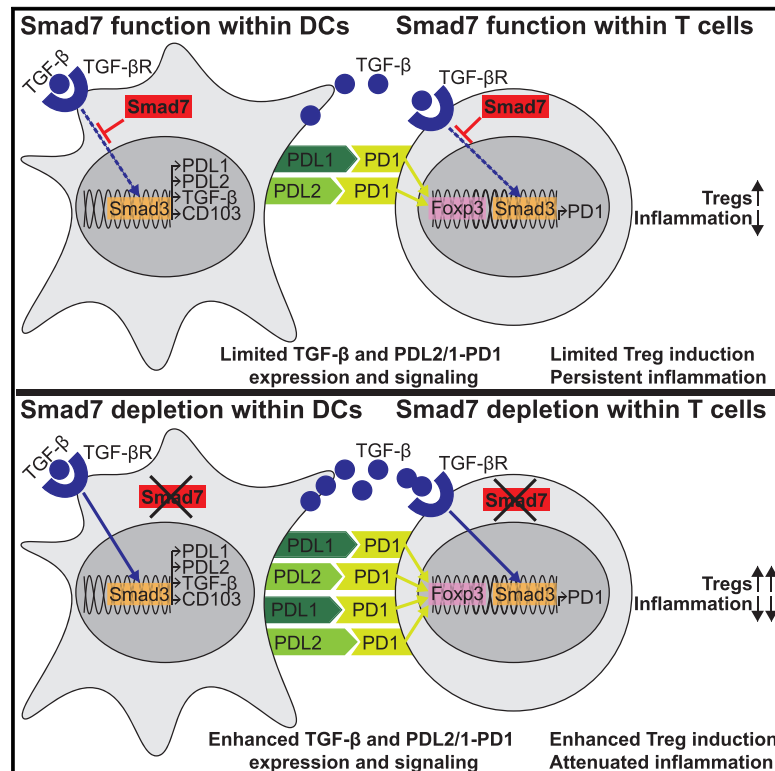 Smad7 function within DCs
Smad7 function within T cells
TGF-β
TGF-βR
Smad7
PDL1
PDL2
TGF-β
CD103
Smad3
TGF-β
TGF-βR
Smad7
PDL1
PD1
PDL2
PD1
Foxp3
Smad3
PD1
Tregs
Inflammation
Limited TGF-β and PDL2/1-PD1
expression and signaling
Limited Treg induction
Persistent inflammation
Smad7 depletion within DCs
Smad7 depletion within T cells
TGF-β
TGF-βR
Smad7
PDL1
PDL2
TGF-β
CD103
Smad3
TGF-β
TGF-βR
Smad7
PDL1
PD1
PDL2
PD1
PDL1
PD1
PDL2
PD1
Foxp3
Smad3
PD1
Tregs
Inflammation
Enhanced TGF-β and PDL2/1-PD1
expression and signaling
Enhanced Treg induction
Attenuated inflammation